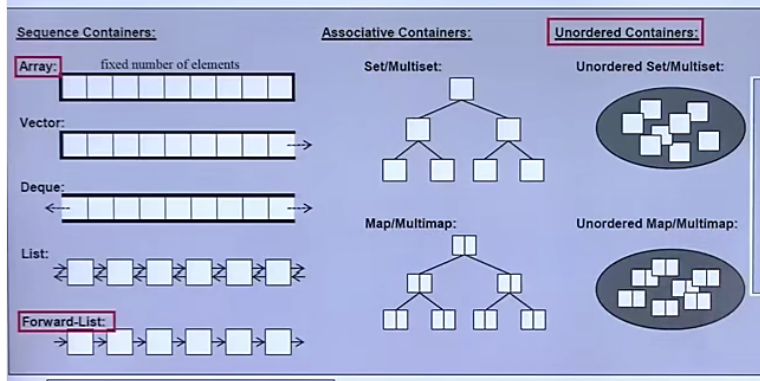 Sequence Containers:
Array:
fixed number of elements
Vector:
Deque:
List:
Forward-List:
Associative Containers:
Set/Multiset:
Map/Multimap:
Unordered Containers:
Unordered Set/Multiset:
Unordered Map/Multimap: